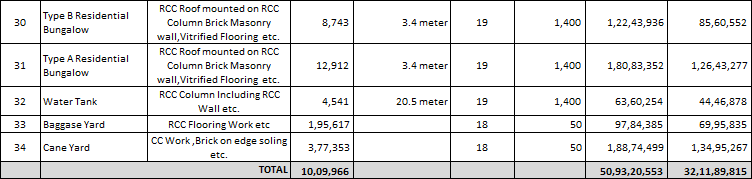 30 Type B Residential Bungalow RCC Roof mounted on RCC Column Brick Masonry wall,Vitrified Flooring etc. 8,743 3.4 meter 19 1,400 1,22,43,936 85,60,552
31 Type A Residential Bungalow RCC Roof mounted on RCC Column Brick Masonry wall,Vitrified Flooring etc. 12,912 3.4 meter 19 1,400 1,80,83,352 1,26,43,277
32 Water Tank RCC Column Including RCC Wall etc. 4,541 20.5 meter 19 1,400 63,60,254 44,46,878
33 Baggase Yard RCC Flooring Work etc 1,95,617 18 50 97,84,385 69,95,835
34 Cane Yard CC Work ,Brick on edge soling etc. 3,77,353 18 50 1,88,74,499 1,34,95,267
TOTAL 10,09,966 50,93,20,553 32,11,89,815